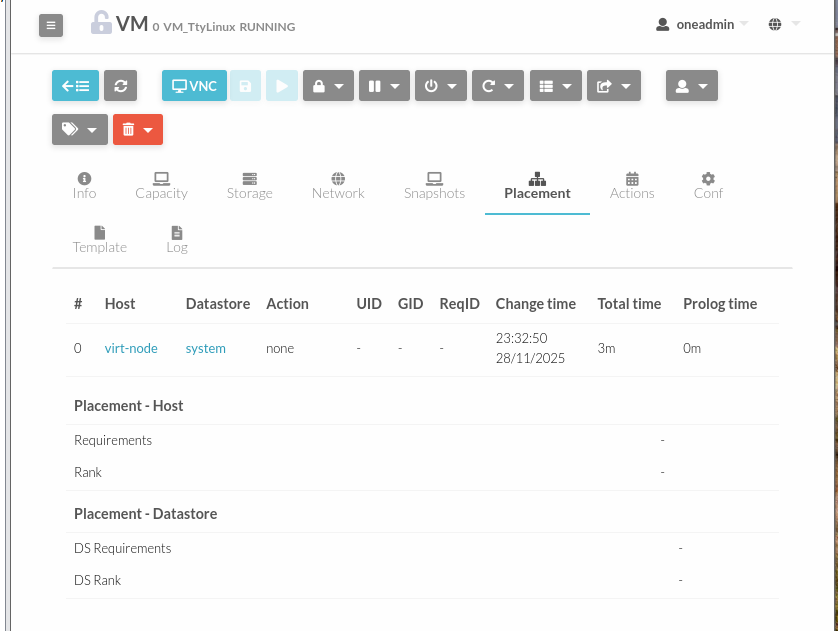 VM 0 VM_TtyLinux RUNNING
oneadmin
VNC
Info Capacity Storage Network Snapshots Placement Actions Conf
Template Log
# Host Datastore Action UID GID ReqID Change time Total time Prolog time
0 virt-node system none - - - 23:32:50 28/11/2025 3m 0m
Placement - Host
Requirements -
Rank -
Placement - Datastore
DS Requirements -
DS Rank -